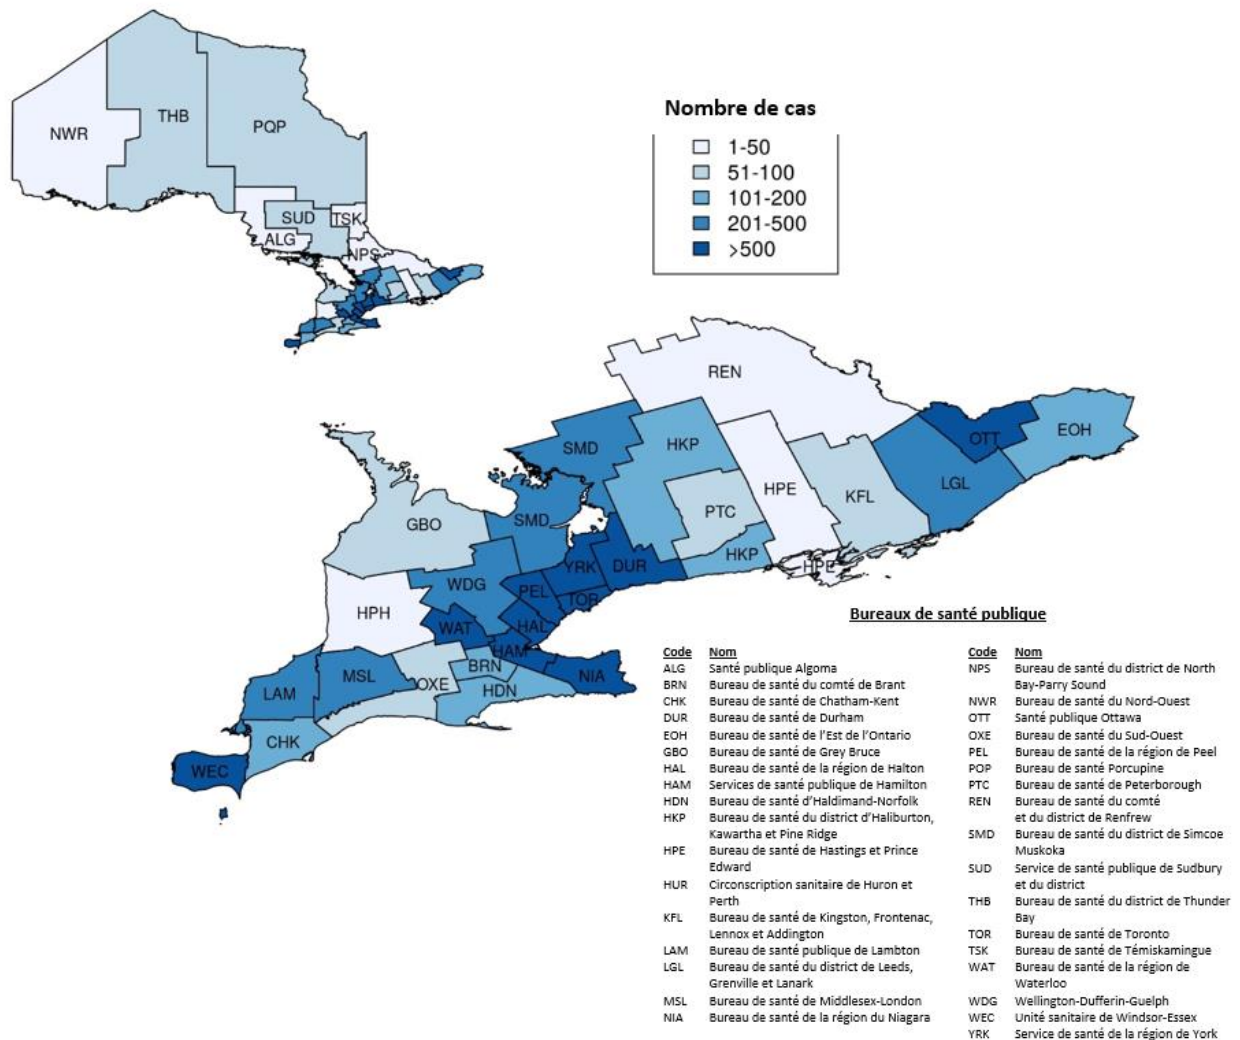 NWR
THB
PQP
SUD
TSK
ALG
NPS
Nombre de cas
1-50
51-100
101-200
201-500
>500
REN
SMD
HKP
OTT
EOH
HPE
KFL
LGL
PTC
GBO
SMD
HKP
YRK
DUR
HPE
WDG
PEL
TOR
HPH
WAT
HAL
HAM
BRN
NIA
MSL
OXE
HDN
LAM
CHK
WEC
Bureaux de santé publique
Code Nom
ALG Santé publique Algoma
BRN Bureau de santé du comté de Brant
CHK Bureau de santé de Chatham-Kent
DUR Bureau de santé de Durham
EOH Bureau de santé de l'Est de l'Ontario
GBO Bureau de santé de Grey Bruce
HAL Bureau de santé de la région de Halton
HAM Services de santé publique de Hamilton
HDN Bureau de santé d'Haldimand-Norfolk
HKP Bureau de santé du district d'Haliburton,
Kawartha et Pine Ridge
HPE Bureau de santé de Hastings et Prince
Edward
HUR Circonscription sanitaire de Huron et
Perth
KFL Bureau de santé de Kingston, Frontenac,
Lennox et Addington
LAM Bureau de santé publique de Lambton
LGL Bureau de santé du district de Leeds,
Grenville et Lanark
MSL Bureau de santé de Middlesex-London
NIA Bureau de santé de la région du Niagara
Code Nom
NPS Bureau de santé du district de North
Bay-Parry Sound
NWR Bureau de santé du Nord-Ouest
OTT Santé publique Ottawa
OXE Bureau de santé du Sud-Ouest
PEL Bureau de santé de la région de Peel
POP Bureau de santé Porcupine
PTC Bureau de santé de Peterborough
REN Bureau de santé du comté
et du district de Renfrew
SMD Bureau de santé du district de Simcoe
Muskoka
SUD Service de santé publique de Sudbury
et du district
THB Bureau de santé du district de Thunder
Bay
TOR Bureau de santé de Toronto
TSK Bureau de santé de Témiskamingue
WAT Bureau de santé de la région de
Waterloo
WDG Wellington-Dufferin-Guelph
WEC Unité sanitaire de Windsor-Essex
YRK Service de santé de la région de York